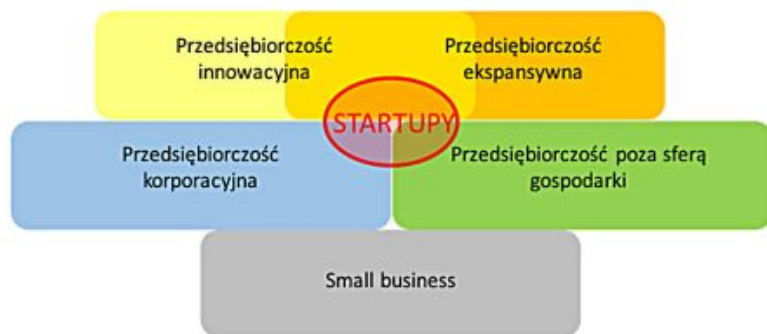 Przedsiębiorczość
innowacyjna
Przedsiębiorczość
ekspansywna
STARTUPY
Przedsiębiorczość
korporacyjna
Przedsiębiorczość poza sferą
gospodarki
Small business